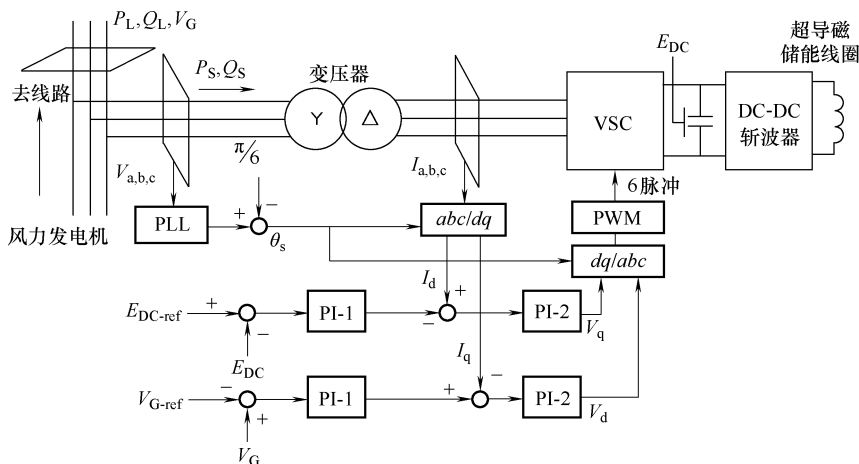 P_L, Q_L, V_G
去线路
P_S, Q_S
变压器
Y
Δ
π/6
V_a,b,c
I_a,b,c
E_DC
超导磁
储能线圈
VSC
DC-DC
斩波器
6脉冲
风力发电机
PLL
+
−
θ_s
abc/dq
PWM
dq/abc
I_d
+
−
E_DC-ref
+
−
E_DC
PI-1
PI-2
V_q
I_q
V_G-ref
−
+
V_G
PI-1
+
−
PI-2
V_d